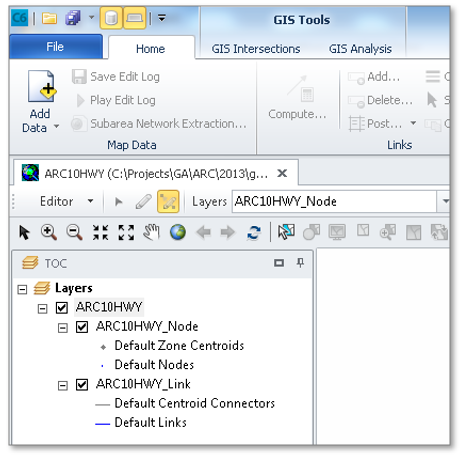 C6 GIS Tools
File Home GIS Intersections GIS Analysis
Add Data
Save Edit Log
Play Edit Log
Subarea Network Extraction...
Map Data
Compute...
Add...
Delete...
Post...
Links
ARC10HWY (C:\Projects\GA\ARC\2013\g...
Editor Layers ARC10HWY_Node
TOC
Layers
ARC10HWY
ARC10HWY_Node
Default Zone Centroids
Default Nodes
ARC10HWY_Link
Default Centroid Connectors
Default Links